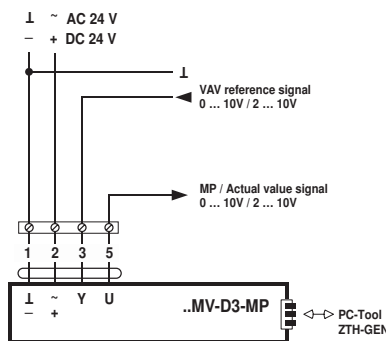 ⊥ ~ AC 24 V
– + DC 24 V
⊥
VAV reference signal
0 ... 10V / 2 ... 10V
MP / Actual value signal
0 ... 10V / 2 ... 10V
1 2 3 5
⊥ ~ Y U
– +
..MV-D3-MP
PC-Tool
ZTH-GEN